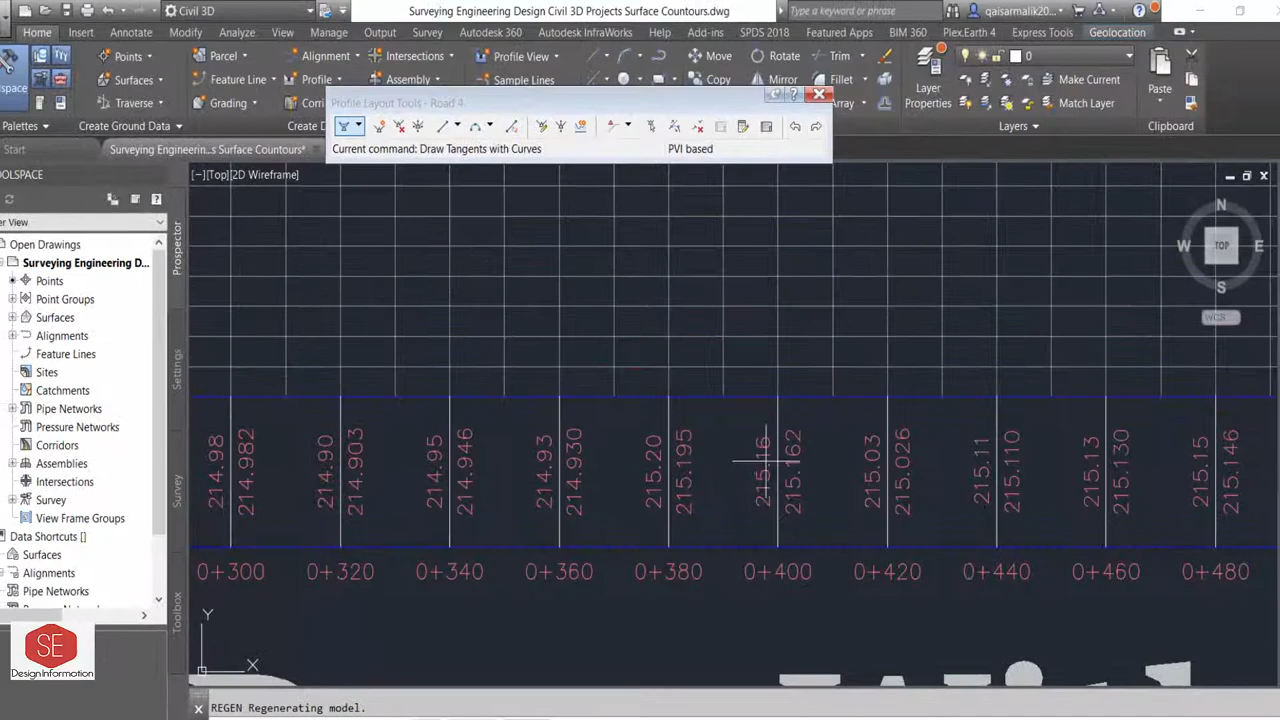 Civil 3D
Surveying Engineering Design Civil 3D Projects Surface Countours.dwg
Type a keyword or phrase
qaisarmalik20...
Home Insert Annotate Modify Analyze View Manage Output Survey Autodesk 360 Autodesk InfraWorks Help Add-ins SPDS 2018 Featured Apps BIM 360 Plex.Earth 4 Express Tools Geolocation
Points Parcel Alignment Intersections Profile View Rotate Trim 0
Surfaces Feature Line Profile Assembly Sample Lines Copy Mirror Fillet Make Current
Traverse Grading Array Match Layer
Layer Properties
Paste
Palettes Create Ground Data Layers Clipboard
Profile Layout Tools - Road 4
Current command: Draw Tangents with Curves PVI based
Start Surveying Engineerin...s Surface Countours*
[−][Top][2D Wireframe]
Open Drawings
Surveying Engineering D...
Points
Point Groups
Surfaces
Alignments
Feature Lines
Sites
Catchments
Pipe Networks
Pressure Networks
Corridors
Assemblies
Intersections
Survey
View Frame Groups
Data Shortcuts []
Surfaces
Alignments
Pipe Networks
Prospector
Settings
Survey
Toolbox
N
W TOP E
S
WCS
214.98 214.982 214.90 214.903 214.95 214.946 214.93 214.930 215.20 215.195 215.16 215.162 215.03 215.026 215.11 215.110 215.13 215.130 215.15 215.146
0+300 0+320 0+340 0+360 0+380 0+400 0+420 0+440 0+460 0+480
Y
X
SE
Design Information
REGEN Regenerating model.